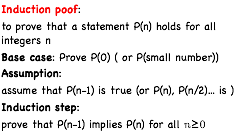 Induction poof:
to prove that a statement P(n) holds for all
integers n
Base case: Prove P(0) ( or P(small number))
Assumption:
assume that P(n-1) is true (or P(n), P(n/2)... is )
Induction step:
prove that P(n-1) implies P(n) for all n≥0